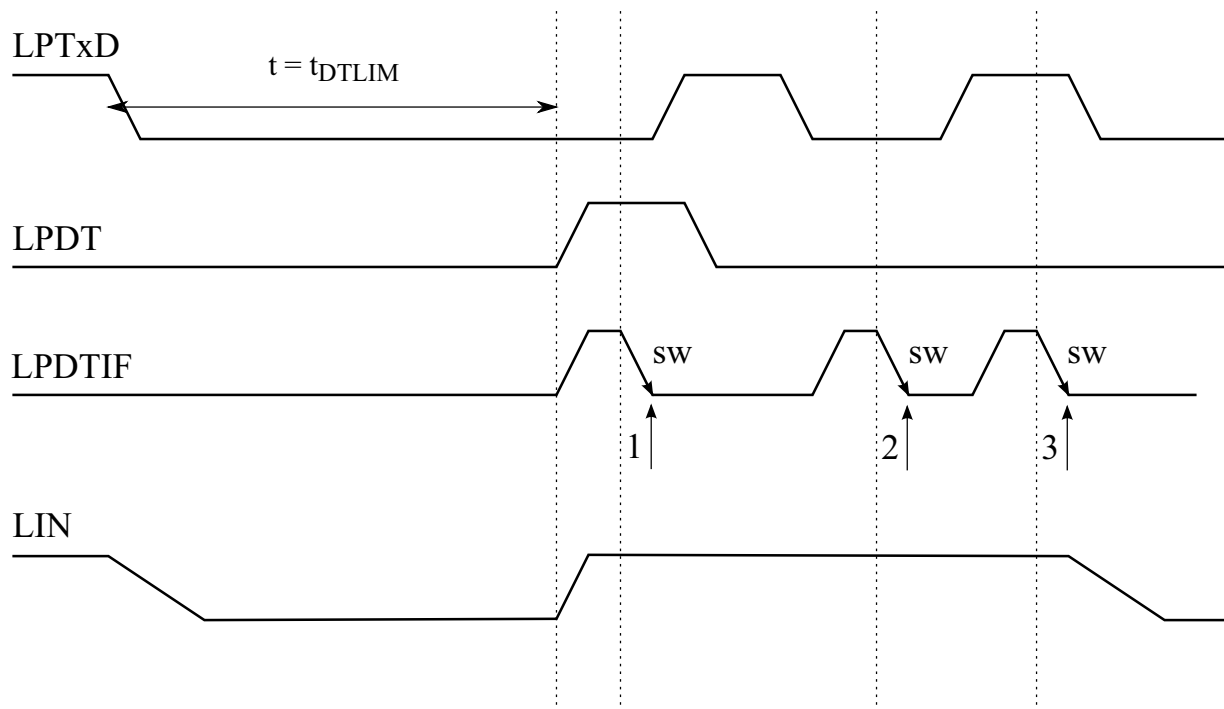 LPTxD
t = tDTLIM
LPDT
LPDTIF
sw sw sw
1 2 3
LIN